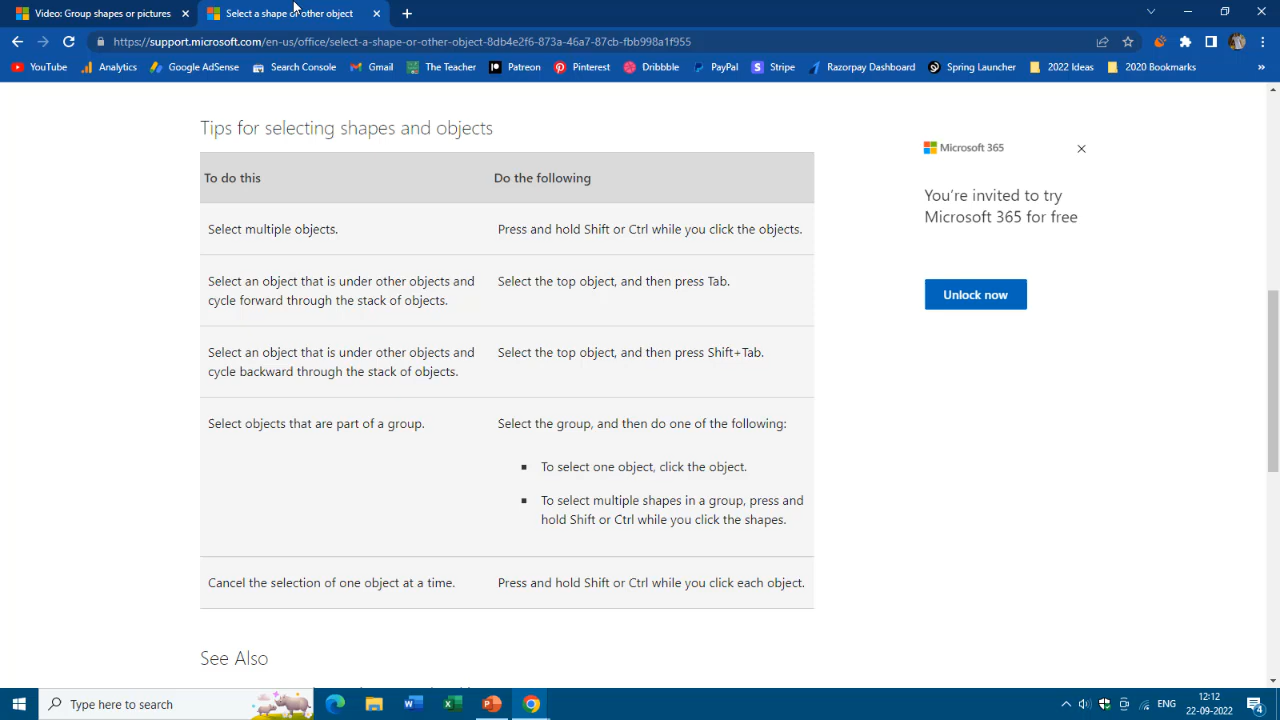 Video: Group shapes or pictures
Select a shape or other object
https://support.microsoft.com/en-us/office/select-a-shape-or-other-object-8db4e2f6-873a-46a7-87cb-fbb998a1f955
YouTube Analytics Google AdSense Search Console Gmail The Teacher Patreon Pinterest Dribbble PayPal Stripe Razorpay Dashboard Spring Launcher 2022 Ideas 2020 Bookmarks »
Tips for selecting shapes and objects
To do this
Do the following
Select multiple objects.
Press and hold Shift or Ctrl while you click the objects.
Select an object that is under other objects and
cycle forward through the stack of objects.
Select the top object, and then press Tab.
Select an object that is under other objects and
cycle backward through the stack of objects.
Select the top object, and then press Shift+Tab.
Select objects that are part of a group.
Select the group, and then do one of the following:
▪ To select one object, click the object.
▪ To select multiple shapes in a group, press and
hold Shift or Ctrl while you click the shapes.
Cancel the selection of one object at a time.
Press and hold Shift or Ctrl while you click each object.
See Also
Microsoft 365
You're invited to try
Microsoft 365 for free
Unlock now
Type here to search
ENG
12:12
22-09-2022
4